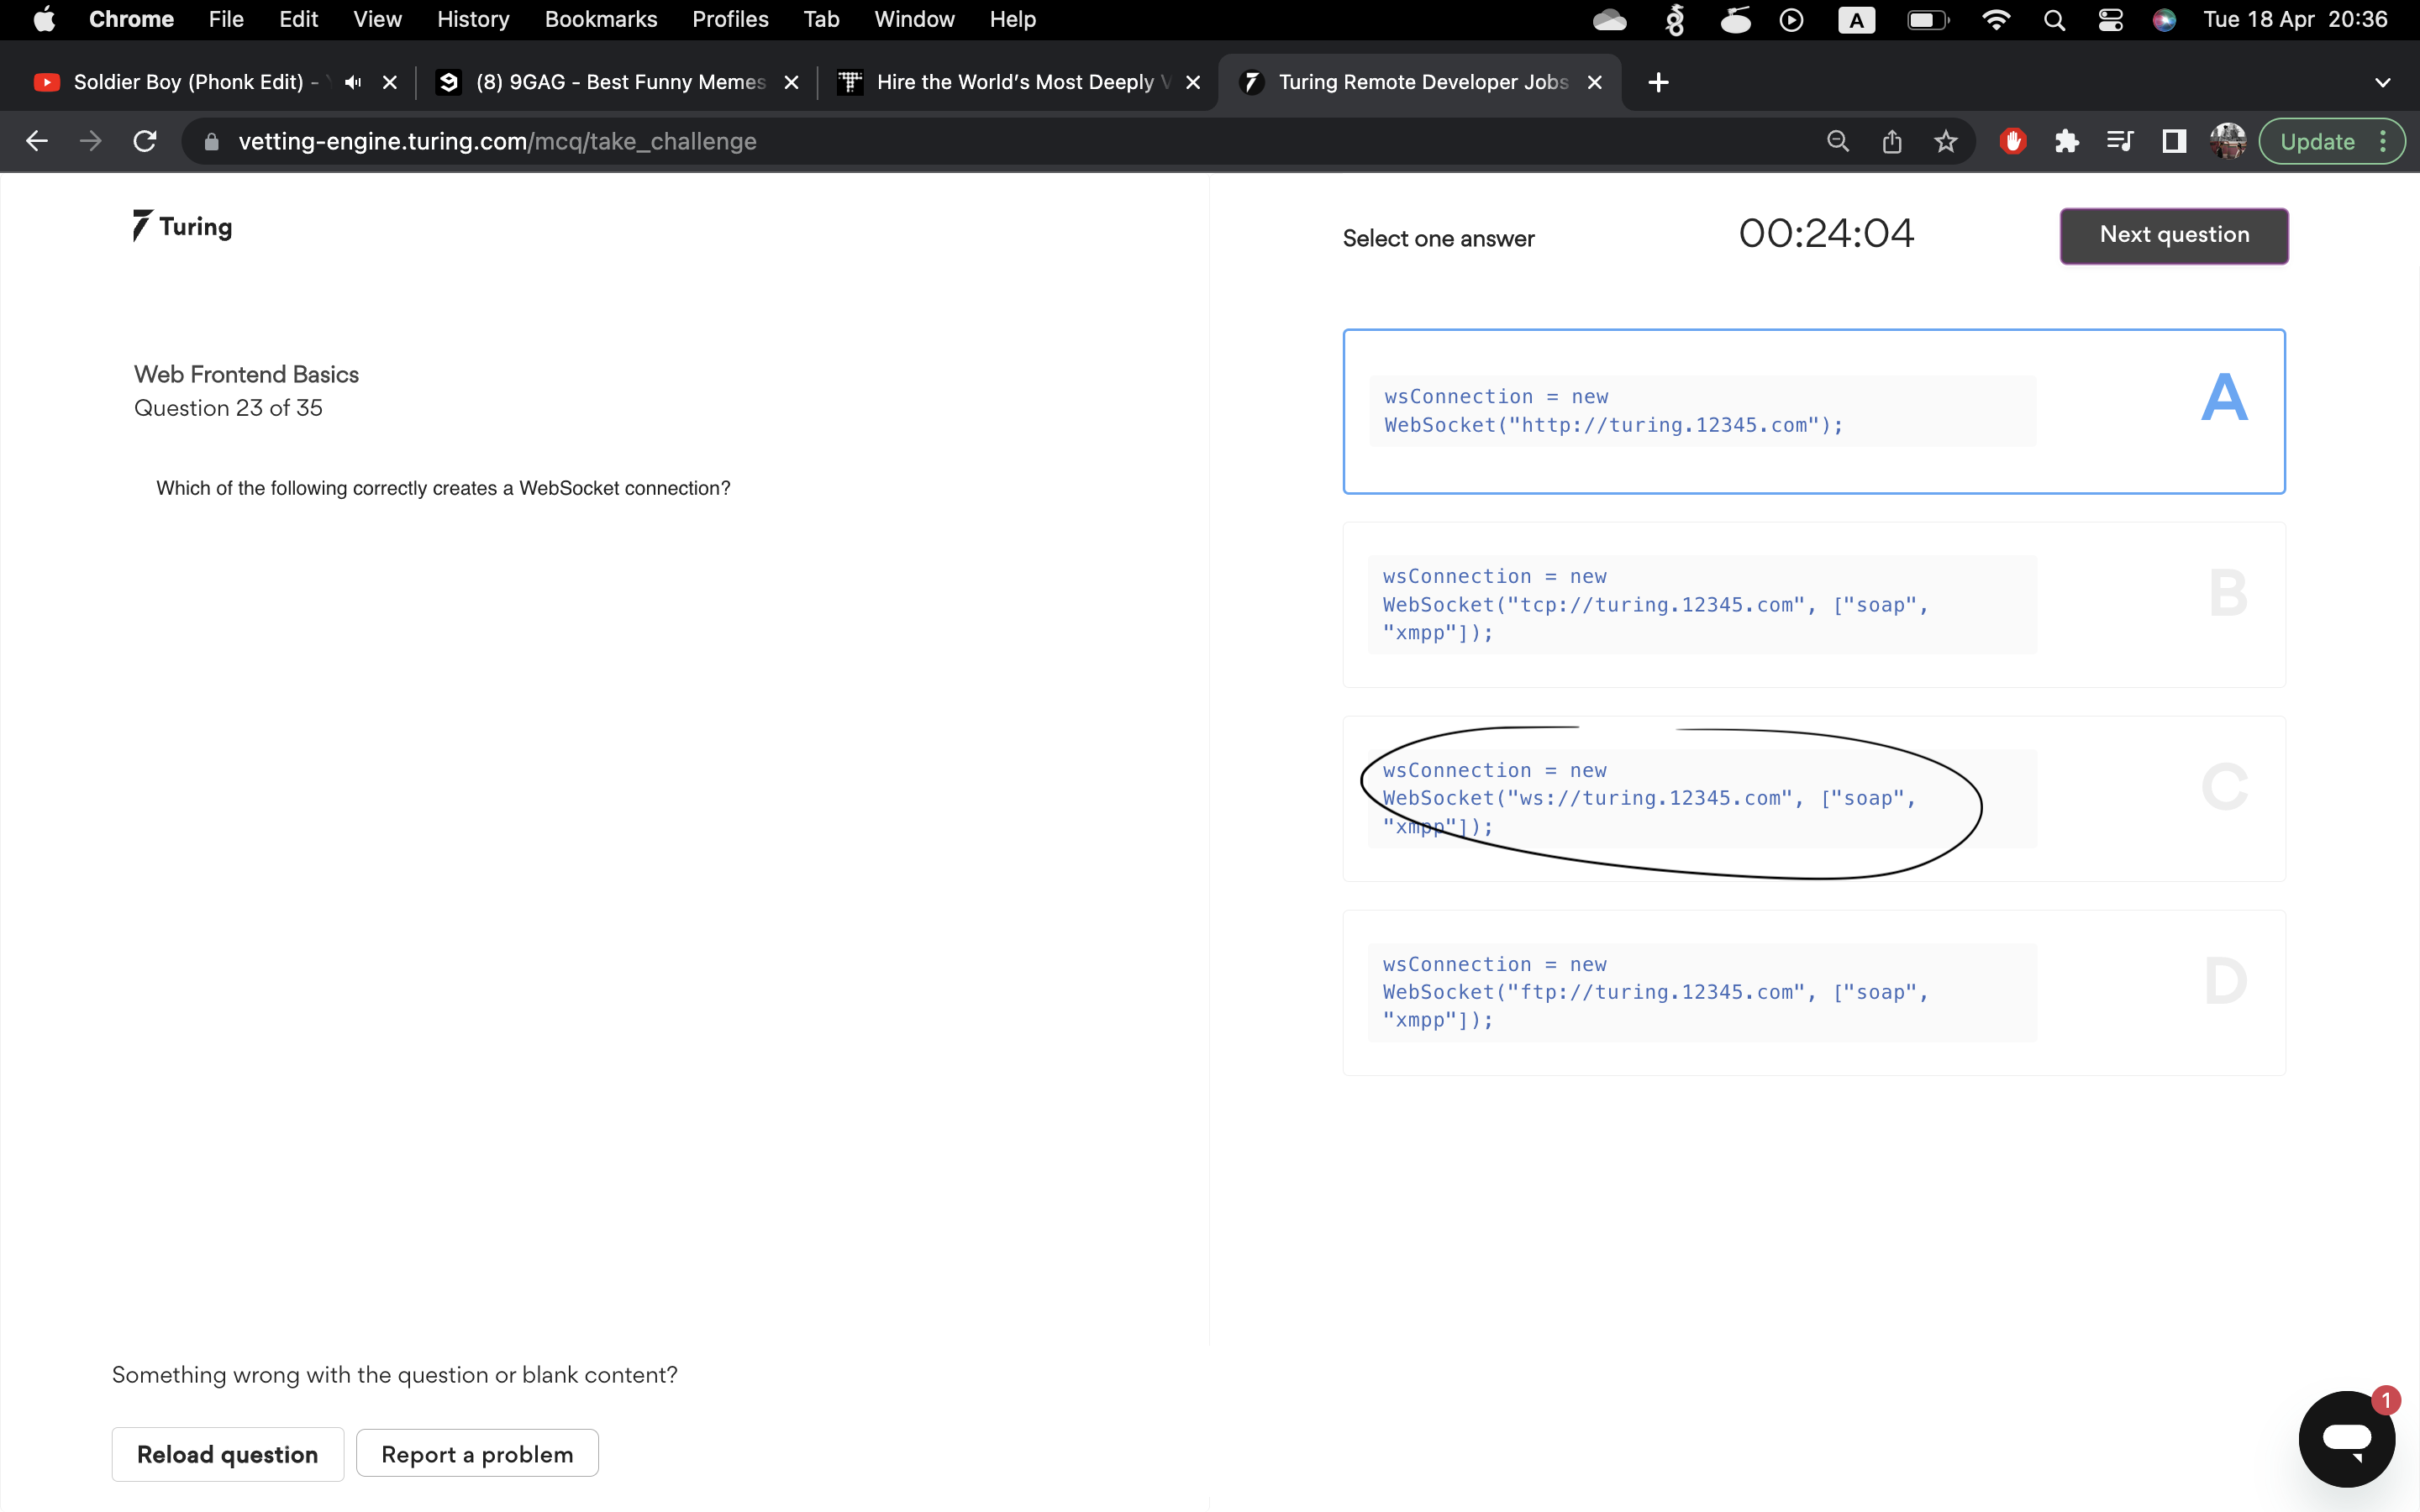 Chrome File Edit View History Bookmarks Profiles Tab Window Help A Tue 18 Apr 20:36
Soldier Boy (Phonk Edit) - (8) 9GAG - Best Funny Memes Hire the World's Most Deeply Turing Remote Developer Jobs
vetting-engine.turing.com/mcq/take_challenge Update
Turing
Select one answer 00:24:04 Next question
Web Frontend Basics
Question 23 of 35
Which of the following correctly creates a WebSocket connection?
wsConnection = new
WebSocket("http://turing.12345.com");
A
wsConnection = new
WebSocket("tcp://turing.12345.com", ["soap",
"xmpp"]);
B
wsConnection = new
WebSocket("ws://turing.12345.com", ["soap",
"xmpp"]);
C
wsConnection = new
WebSocket("ftp://turing.12345.com", ["soap",
"xmpp"]);
D
Something wrong with the question or blank content?
Reload question Report a problem
1